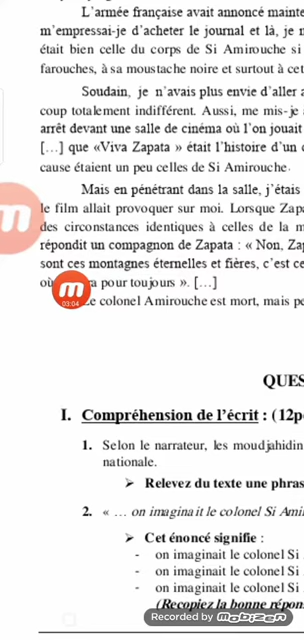 L'armée française avait annoncé mainte
m'empressai-je d'acheter le journal et là, je
était bien celle du corps de Si Amirouche si
farouches, à sa moustache noire et surtout à cet
Soudain, je n'avais plus envie d'aller
coup totalement indifférent. Aussi, me mis-je
arrêt devant une salle de cinéma où l'on jouait
[...] que «Viva Zapata » était l'histoire d'un
cause étaient un peu celles de Si Amirouche.
Mais en pénétrant dans la salle, j'étais
le film allait provoquer sur moi. Lorsque Zapa
des circonstances identiques à celles de la m
répondit un compagnon de Zapata : « Non, Zap
sont ces montagnes éternelles et fières, c'est ce
où a pour toujours ». [...]
03:04
e colonel Amirouche est mort, mais pe
QUES
I. Compréhension de l'écrit : (12p
1. Selon le narrateur, les moudjahidin
nationale.
➢ Relevez du texte une phras
2. « ... on imaginait le colonel Si Ami
➢ Cet énoncé signifie :
- on imaginait le colonel Si
- on imaginait le colonel Si
- on imaginait le colonel Si
(Recopiez la bonne répon
Recorded by mobizen